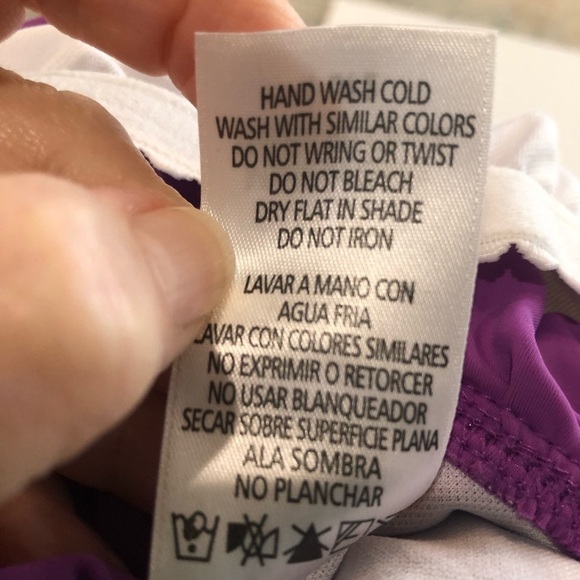 HAND WASH COLD
WASH WITH SIMILAR COLORS
DO NOT WRING OR TWIST
DO NOT BLEACH
DRY FLAT IN SHADE
DO NOT IRON
LAVAR A MANO CON
AGUA FRIA
LAVAR CON COLORES SIMILARES
NO EXPRIMIR O RETORCER
NO USAR BLANQUEADOR
SECAR SOBRE SUPERFICIE PLANA
ALA SOMBRA
NO PLANCHAR